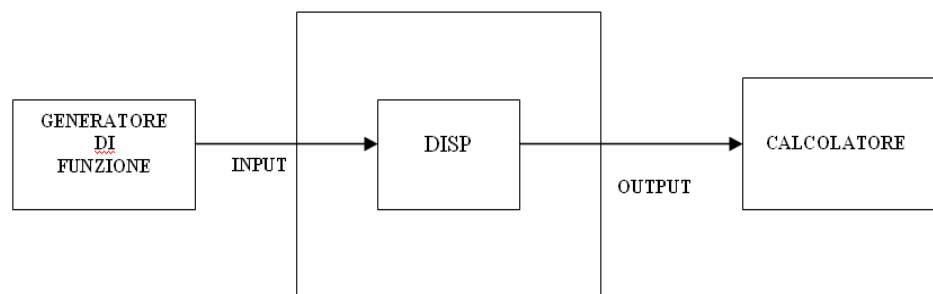 GENERATORE
DI
FUNZIONE
INPUT
DISP
OUTPUT
CALCOLATORE